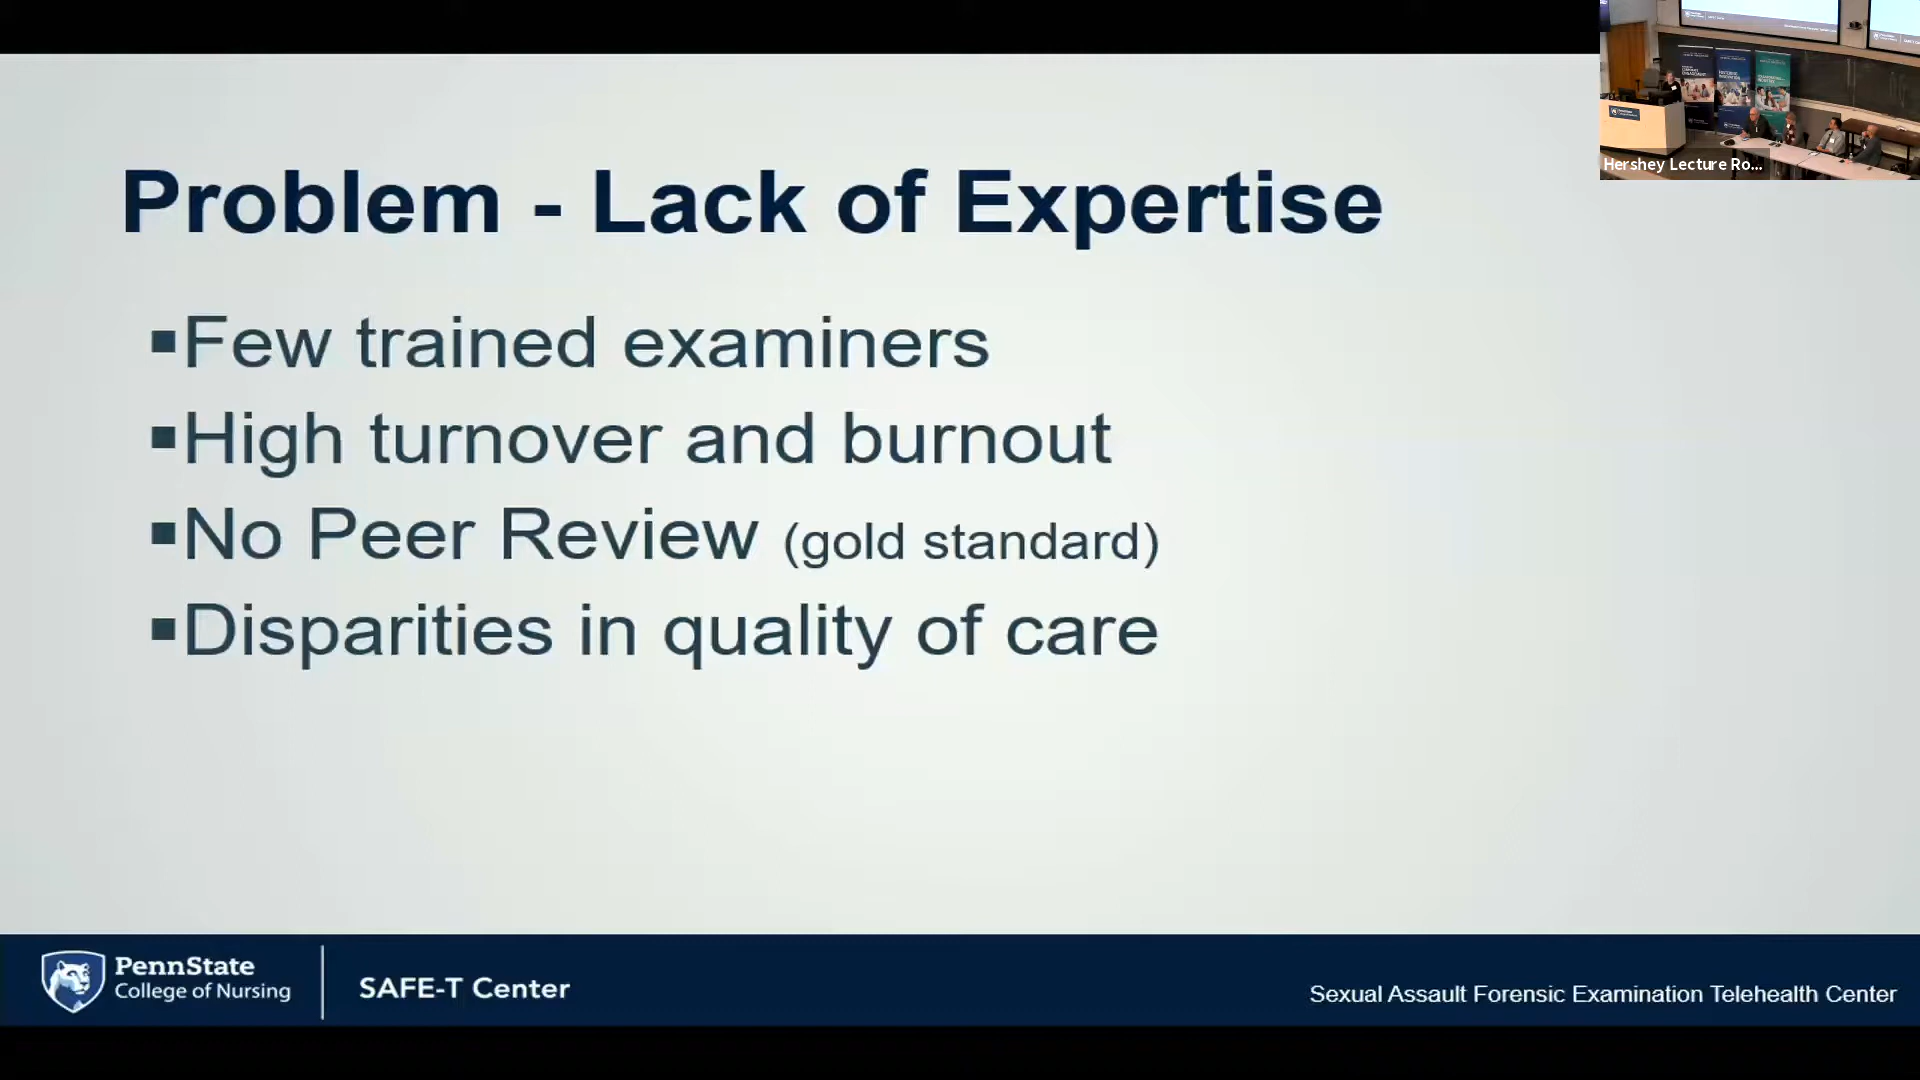 Problem - Lack of Expertise
▪Few trained examiners
▪High turnover and burnout
▪No Peer Review (gold standard)
▪Disparities in quality of care
Hershey Lecture Ro...
PennState
College of Nursing
SAFE-T Center
Sexual Assault Forensic Examination Telehealth Center